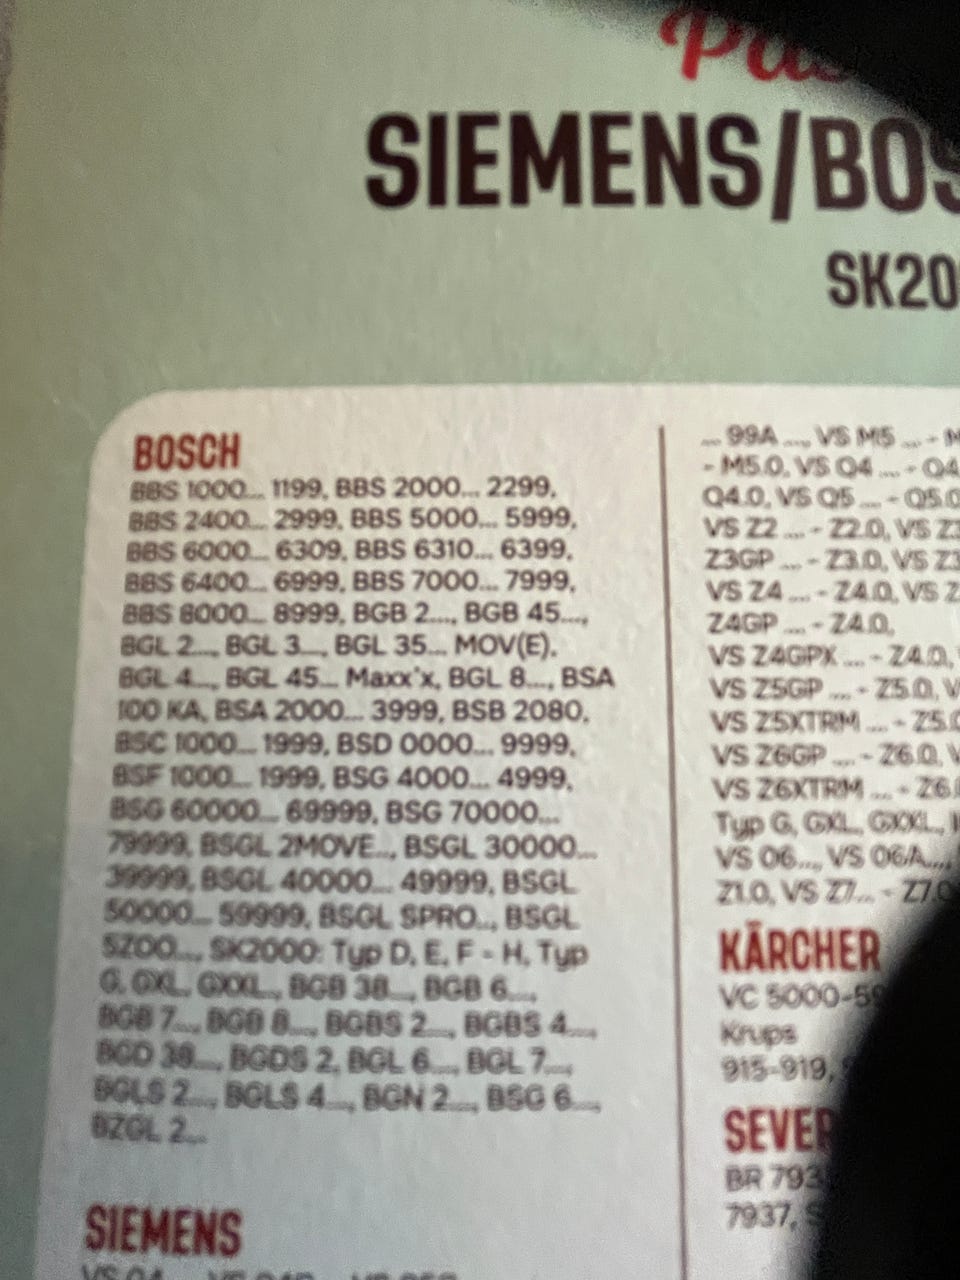 SIEMENS/BOS
SK20
BOSCH
BBS 1000... 1199, BBS 2000... 2299,
BBS 2400... 2999, BBS 5000... 5999,
BBS 6000... 6309, BBS 6310... 6399,
BBS 6400... 6999, BBS 7000... 7999,
BBS 8000... 8999, BGB 2..., BGB 45...,
BGL 2..., BGL 3..., BGL 35... MOV(E),
BGL 4..., BGL 45... Maxx'x, BGL 8..., BSA
100 KA, BSA 2000... 3999, BSB 2080,
BSC 1000... 1999, BSD 0000... 9999,
BSF 1000... 1999, BSG 4000... 4999,
BSG 60000... 69999, BSG 70000...
79999, BSGL 2MOVE..., BSGL 30000...
39999, BSGL 40000... 49999, BSGL
50000... 59999, BSGL SPRO..., BSGL
SZOO..., SK2000: Typ D, E, F - H, Typ
G, GXL, GXXL, BGB 38..., BGB 6...,
BGB 7..., BGB 8..., BGBS 2..., BGBS 4...,
BGD 38..., BGDS 2, BGL 6..., BGL 7...,
BGLS 2..., BGLS 4..., BGN 2..., BSG 6...,
BZGL 2...
SIEMENS
... 99A ..., VS M5 ... - M
- M5.0, VS Q4 ... - Q4
Q4.0, VS Q5 ... - Q5.0
VS Z2 ... - Z2.0, VS Z3
Z3GP ... - Z3.0, VS Z3
VS Z4 ... - Z4.0, VS Z
Z4GP ... - Z4.0,
VS Z4GPX ... - Z4.0,
VS Z5GP ... - Z5.0, V
VS Z5XTRM ... - Z5.0
VS Z6GP ... - Z6.0, V
VS Z6XTRM ... - Z6.
Typ G, GXL, GXXL,
VS 06..., VS 06A...,
Z1.0, VS Z7... - Z7.0
KÄRCHER
VC 5000-59
Krups
915-919,
SEVER
BR 793
7937, S